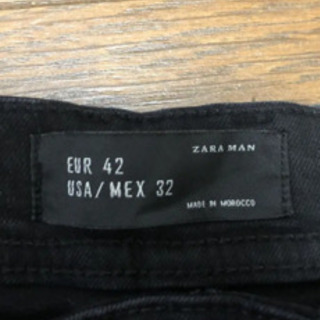 ZARA MAN
EUR 42
USA/MEX 32
MADE IN MOROCCO